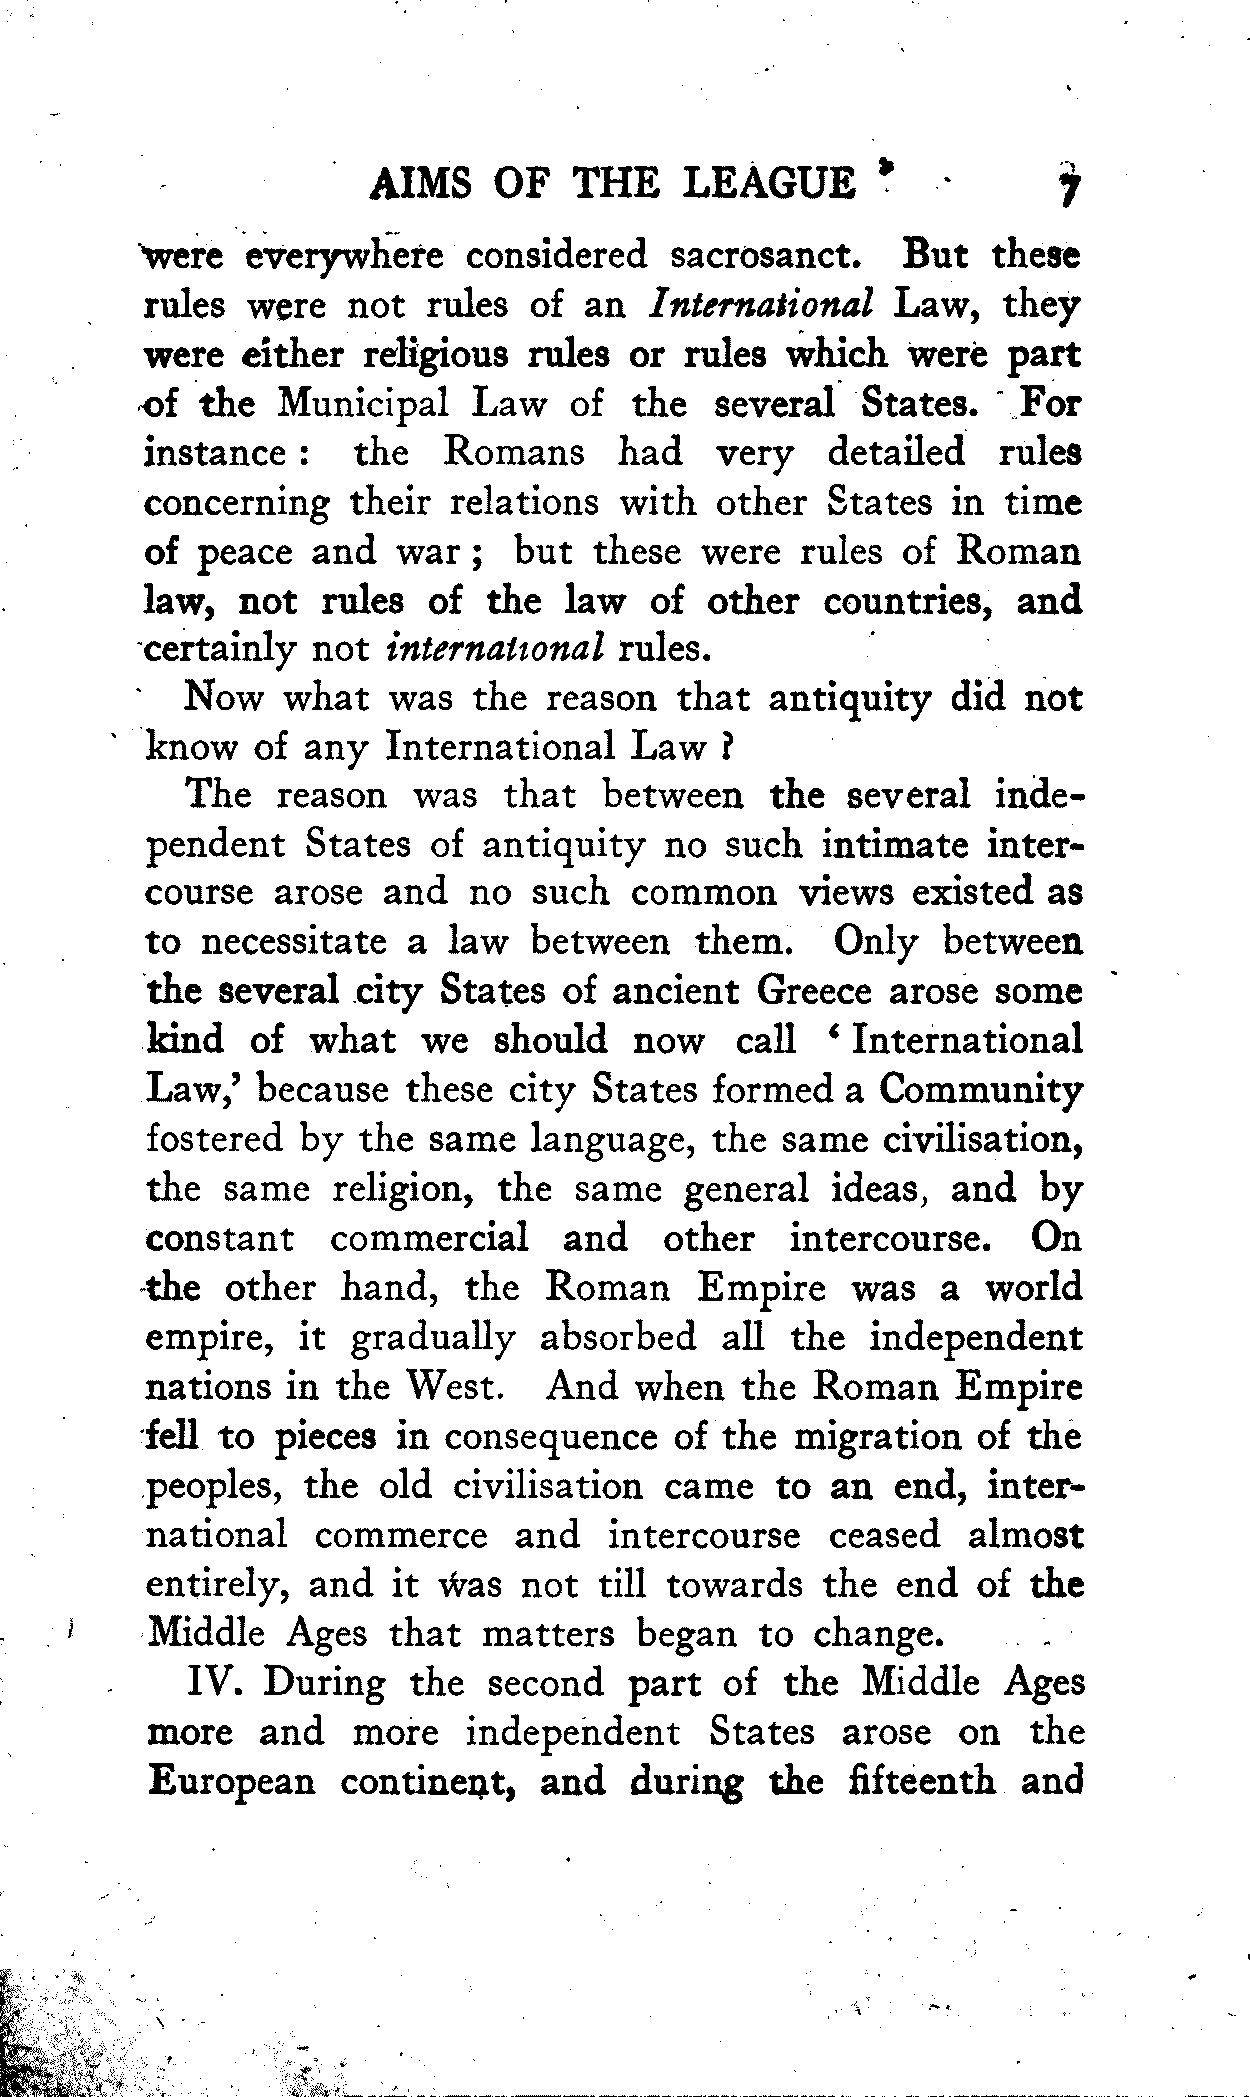 AIMS OF THE LEAGUE 7
were everywhere considered sacrosanct. But these
rules were not rules of an International Law, they
were either religious rules or rules which were part
of the Municipal Law of the several States. For
instance : the Romans had very detailed rules
concerning their relations with other States in time
of peace and war ; but these were rules of Roman
law, not rules of the law of other countries, and
certainly not international rules.
Now what was the reason that antiquity did not
know of any International Law ?
The reason was that between the several inde-
pendent States of antiquity no such intimate inter-
course arose and no such common views existed as
to necessitate a law between them. Only between
the several city States of ancient Greece arose some
kind of what we should now call ‘ International
Law,’ because these city States formed a Community
fostered by the same language, the same civilisation,
the same religion, the same general ideas, and by
constant commercial and other intercourse. On
the other hand, the Roman Empire was a world
empire, it gradually absorbed all the independent
nations in the West. And when the Roman Empire
fell to pieces in consequence of the migration of the
peoples, the old civilisation came to an end, inter-
national commerce and intercourse ceased almost
entirely, and it was not till towards the end of the
Middle Ages that matters began to change.
IV. During the second part of the Middle Ages
more and more independent States arose on the
European continent, and during the fifteenth and